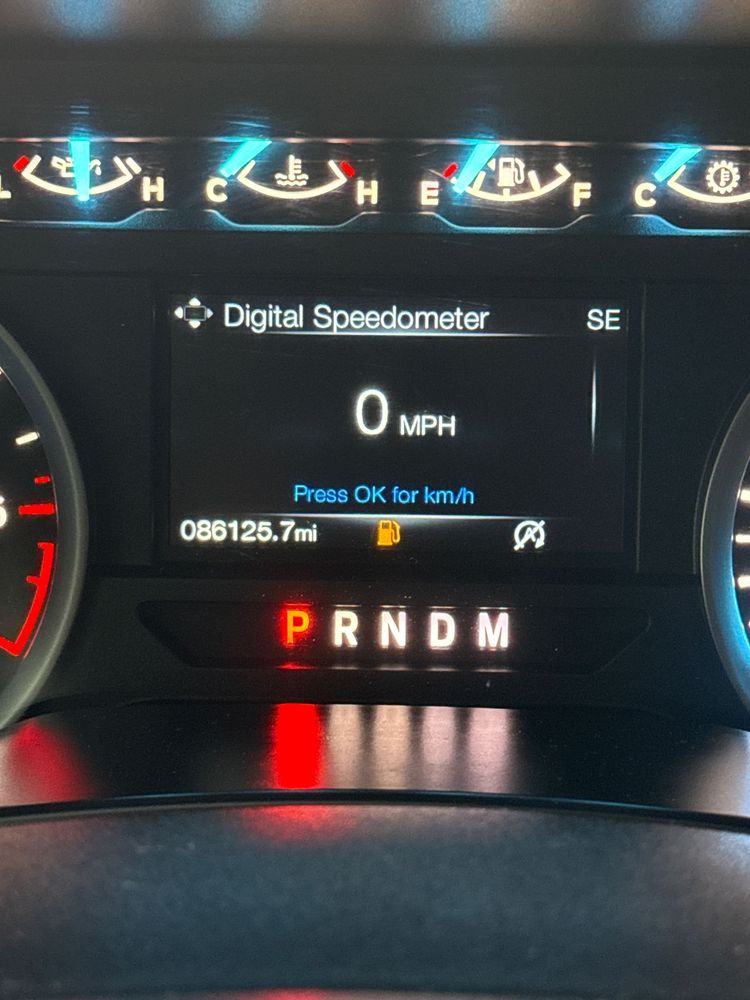 L H C H E F C
Digital Speedometer SE
0 MPH
Press OK for km/h
086125.7mi
P R N D M